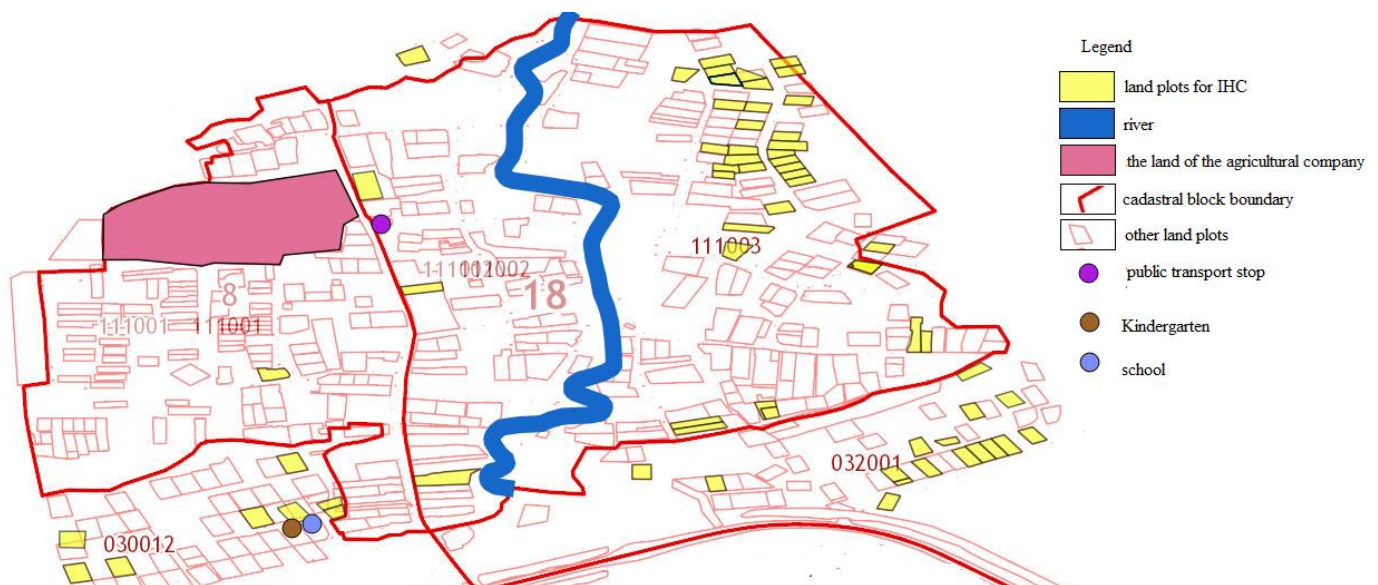 Legend
land plots for IHC
river
the land of the agricultural company
cadastral block boundary
other land plots
public transport stop
Kindergarten
school
111003
111002
18
8
111001 111001
032001
030012